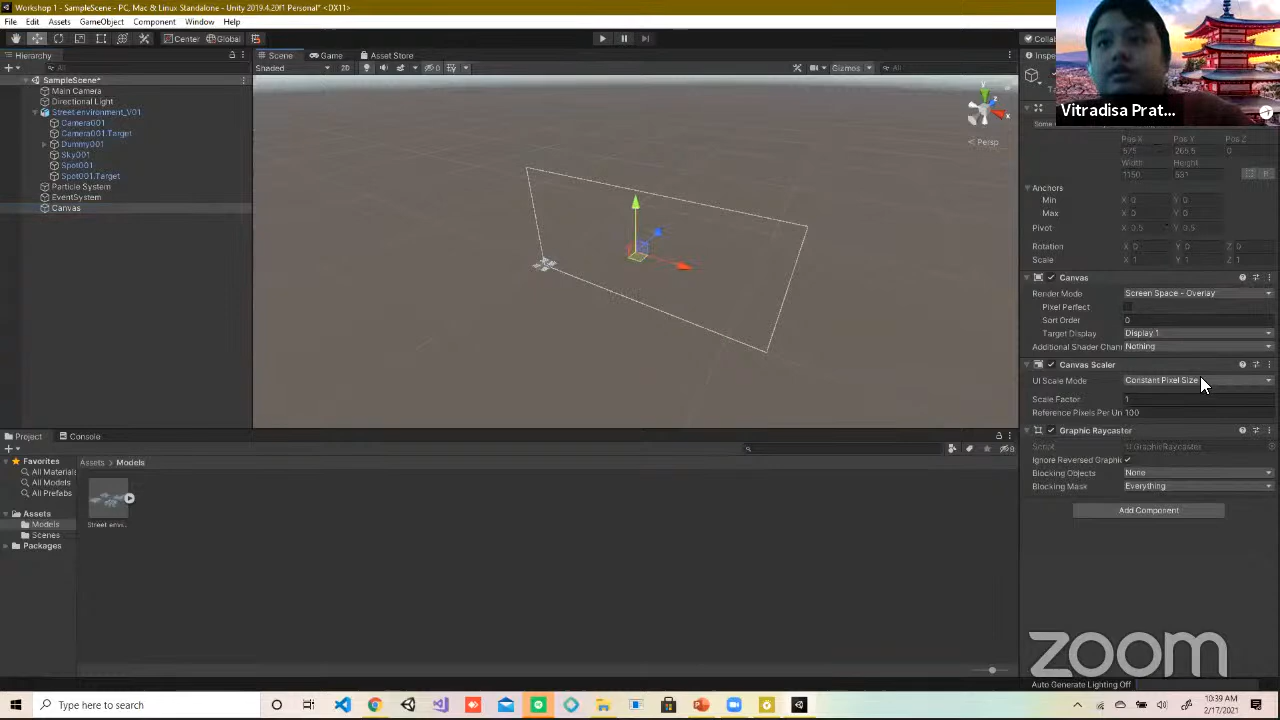 Workshop 1 - SampleScene - PC, Mac & Linux Standalone - Unity 2019.4.20f1 Personal* <DX11>
File Edit Assets GameObject Component Window Help
Center Global
Hierarchy Scene Game Asset Store
All Shaded 2D 0 Gizmos All
SampleScene*
Main Camera
Directional Light
Street environment_V01
Camera001
Camera001.Target
Dummy001
Sky001
Spot001
Spot001.Target
Particle System
EventSystem
Canvas
y
z
x
< Persp
Vitradisa Prat...
Pos X Pos Y Pos Z
575 265.5 0
Width Height
1150 531
R
Anchors
Min X 0 Y 0
Max X 0 Y 0
Pivot X 0.5 Y 0.5
Rotation X 0 Y 0 Z 0
Scale X 1 Y 1 Z 1
Canvas
Render Mode Screen Space - Overlay
Pixel Perfect
Sort Order 0
Target Display Display 1
Additional Shader Chan Nothing
Canvas Scaler
UI Scale Mode Constant Pixel Size
Scale Factor 1
Reference Pixels Per Un 100
Graphic Raycaster
Script GraphicRaycaster
Ignore Reversed Graphic
Blocking Objects None
Blocking Mask Everything
Add Component
Project Console
Favorites
All Materials
All Models
All Prefabs
Assets
Models
Scenes
Packages
Assets Models
Street envi..
zoom
Auto Generate Lighting Off
Type here to search
10:39 AM
2/17/2021